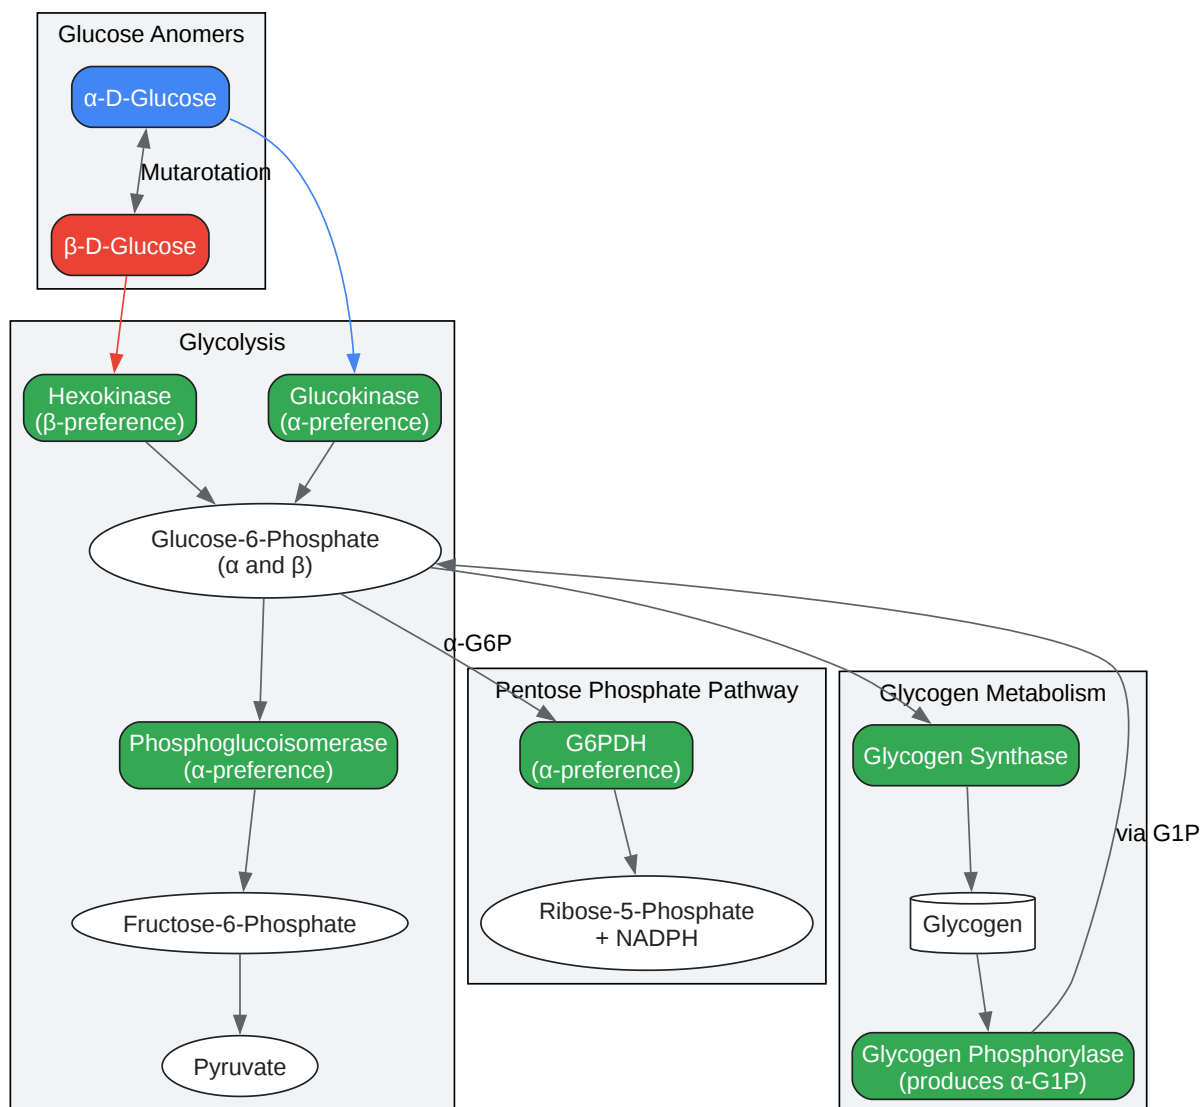 Glucose Anomers
α-D-Glucose
Mutarotation
β-D-Glucose
Glycolysis
Hexokinase
(β-preference)
Glucokinase
(α-preference)
Glucose-6-Phosphate
(α and β)
α-G6P
Phosphoglucoisomerase
(α-preference)
Fructose-6-Phosphate
Pyruvate
Pentose Phosphate Pathway
G6PDH
(α-preference)
Ribose-5-Phosphate
+ NADPH
Glycogen Metabolism
Glycogen Synthase
via G1P
Glycogen
Glycogen Phosphorylase
(produces α-G1P)